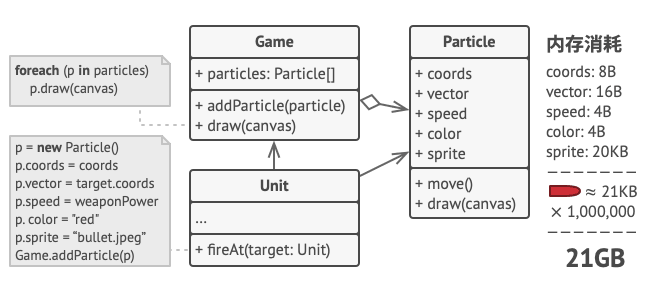 foreach (p in particles)
p.draw(canvas)
p = new Particle()
p.coords = coords
p.vector = target.coords
p.speed = weaponPower
p. color = "red"
p.sprite = “bullet.jpeg”
Game.addParticle(p)
Game
+ particles: Particle[]
+ addParticle(particle)
+ draw(canvas)
Unit
...
+ fireAt(target: Unit)
Particle
+ coords
+ vector
+ speed
+ color
+ sprite
+ move()
+ draw(canvas)
内存消耗
coords: 8B
vector: 16B
speed: 4B
color: 4B
sprite: 20KB
≈ 21KB
× 1,000,000
21GB